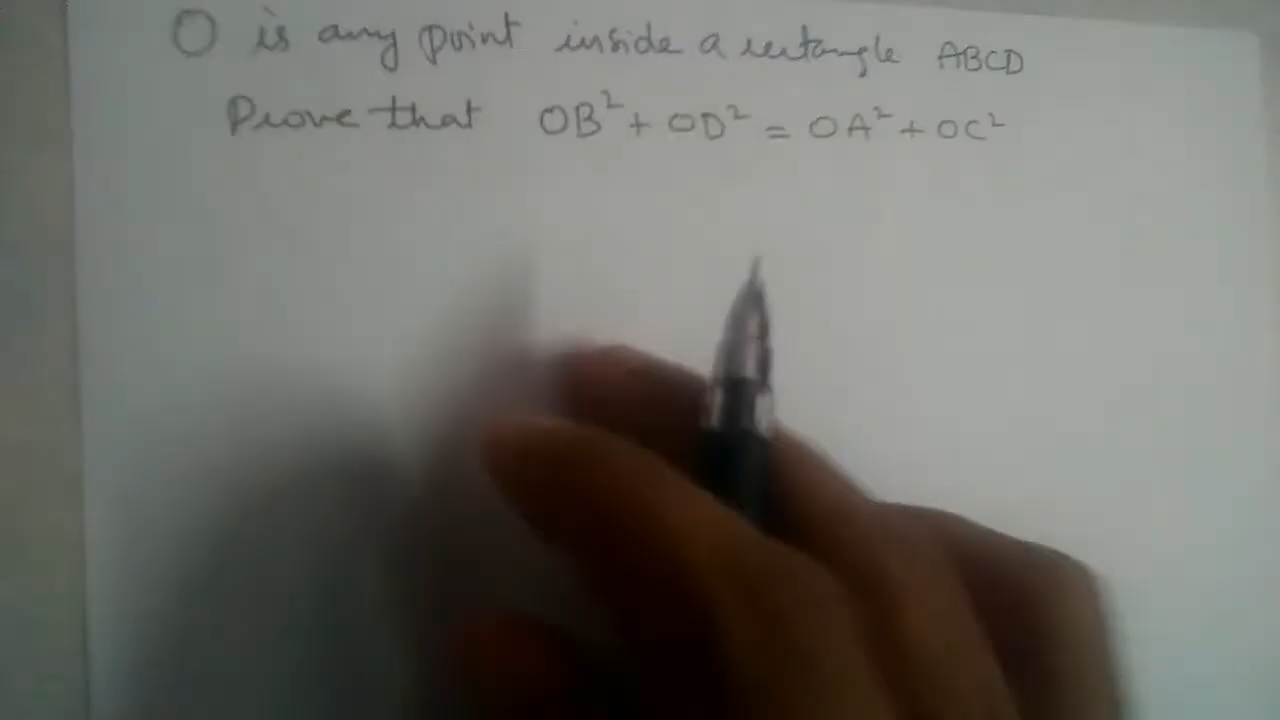 O is any point inside a rectangle ABCD
Prove that OB² + OD² = OA² + OC²